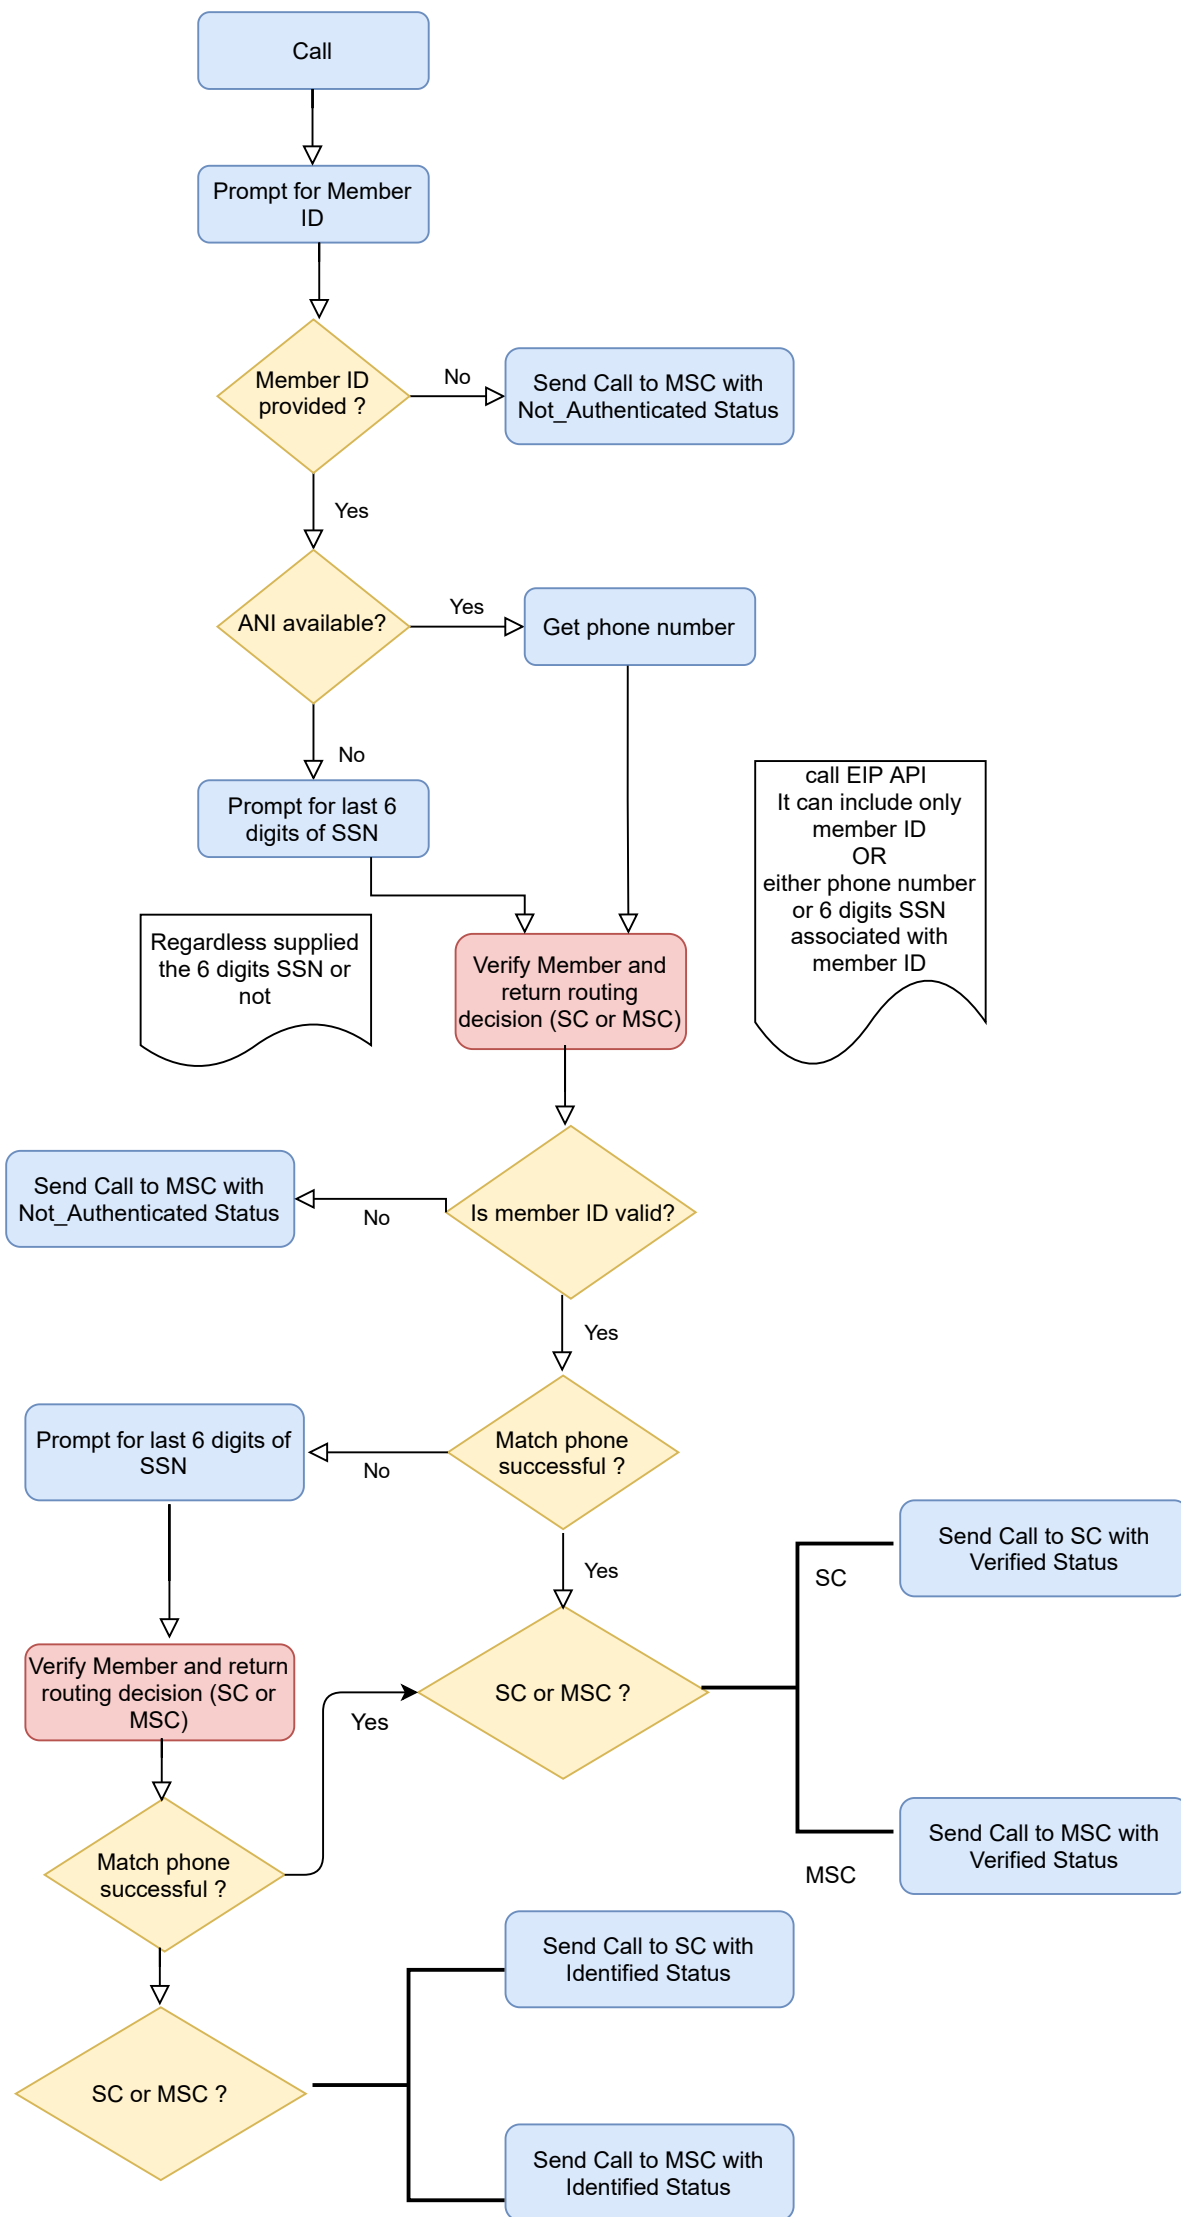 Call
Prompt for Member
ID
Member ID
provided ?
No
Send Call to MSC with
Not_Authenticated Status
Yes
ANI available?
Yes
Get phone number
No
Prompt for last 6
digits of SSN
call EIP API
It can include only
member ID
OR
either phone number
or 6 digits SSN
associated with
member ID
Regardless supplied
the 6 digits SSN or
not
Verify Member and
return routing
decision (SC or MSC)
Send Call to MSC with
Not_Authenticated Status
No
Is member ID valid?
Yes
Prompt for last 6 digits of
SSN
No
Match phone
successful ?
Yes
Send Call to SC with
Verified Status
SC
Verify Member and return
routing decision (SC or
MSC)
Yes
SC or MSC ?
Send Call to MSC with
Verified Status
MSC
Match phone
successful ?
Send Call to SC with
Identified Status
SC or MSC ?
Send Call to MSC with
Identified Status